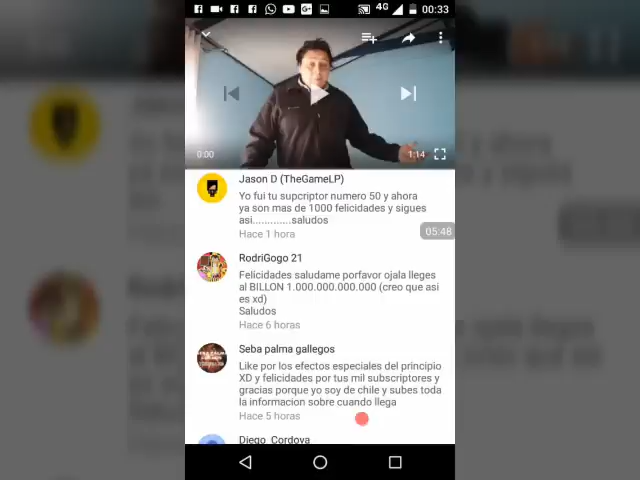 4G 00:33
0:00 1:14
Jason D (TheGameLP)
Yo fui tu supcriptor numero 50 y ahora
ya son mas de 1000 felicidades y sigues
asi............saludos
Hace 1 hora
05:48
RodriGogo 21
Felicidades saludame porfavor ojala lleges
al BILLON 1.000.000.000.000 (creo que asi
es xd)
Saludos
Hace 6 horas
Seba palma gallegos
Like por los efectos especiales del principio
XD y felicidades por tus mil subscriptores y
gracias porque yo soy de chile y subes toda
la informacion sobre cuando llega
Hace 5 horas
Diego Cordova